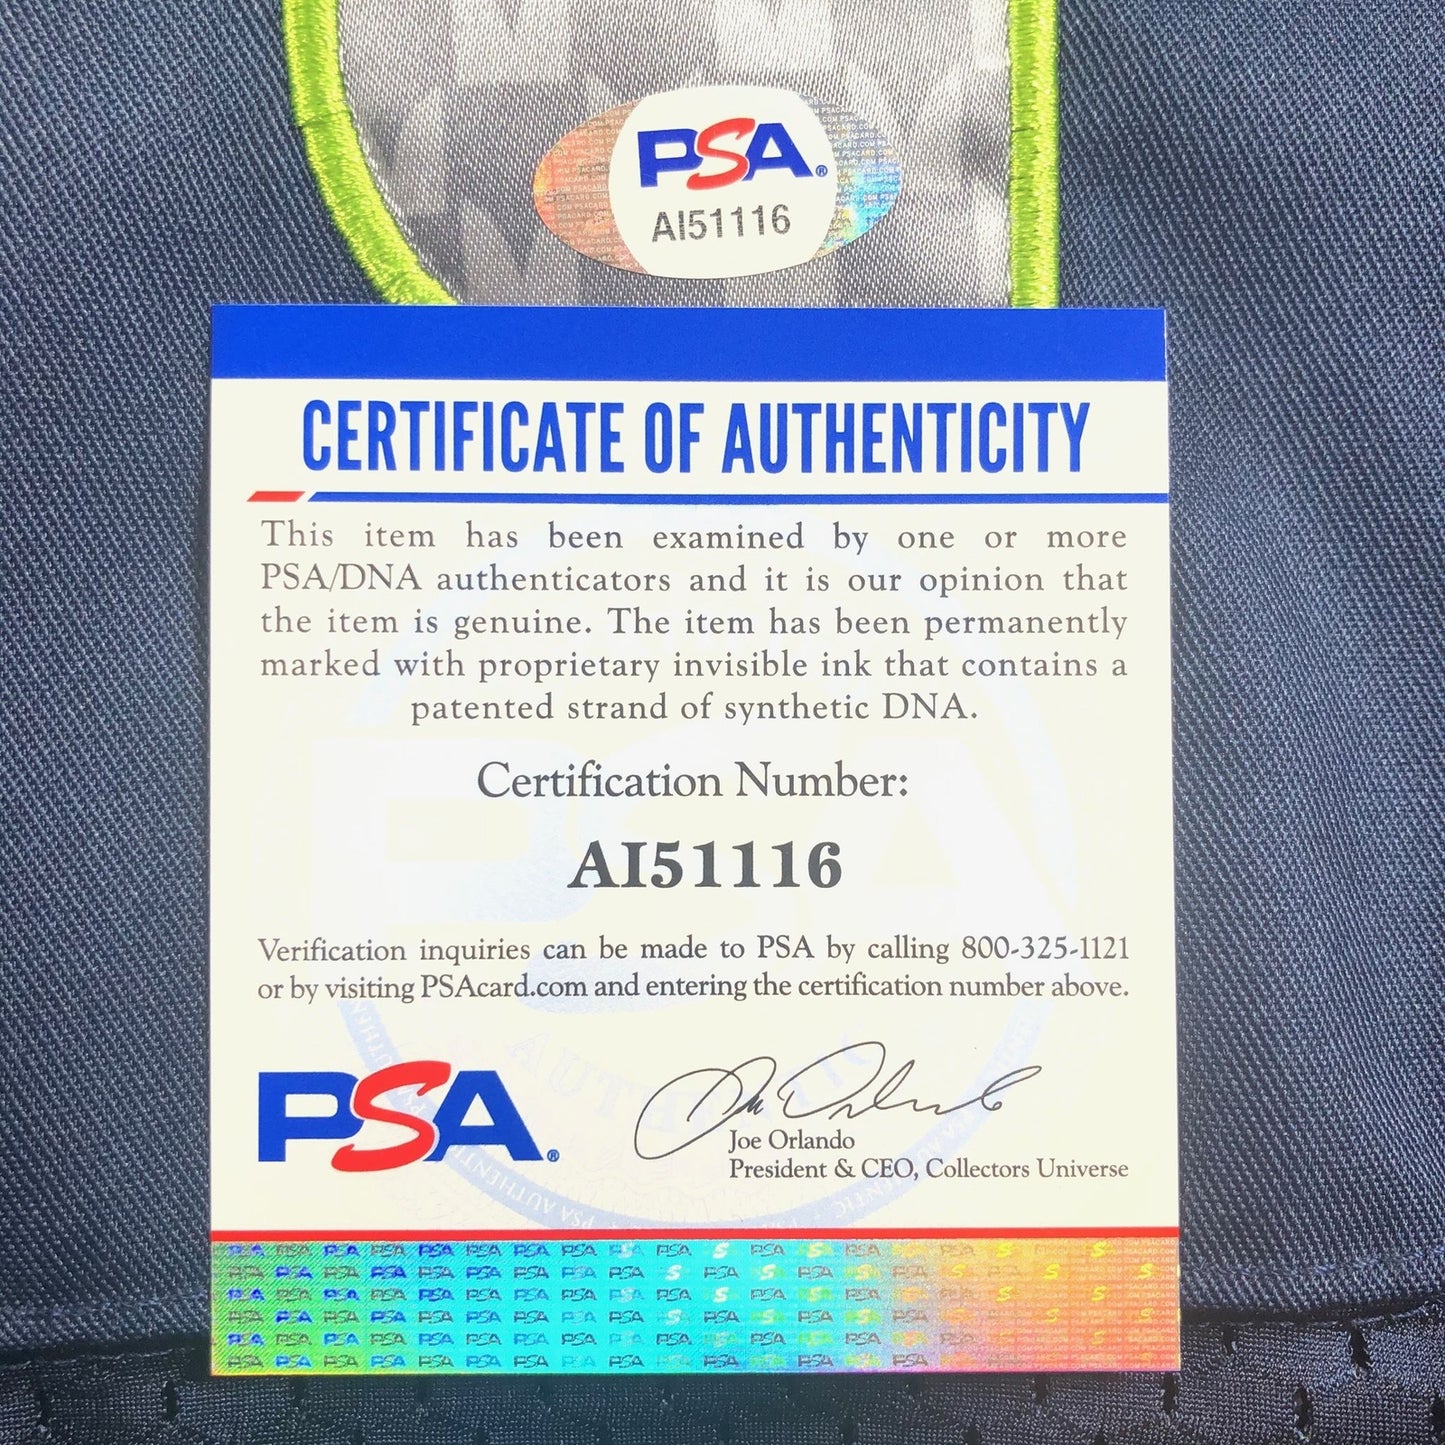 PSA®
AI51116
CERTIFICATE OF AUTHENTICITY
This item has been examined by one or more
PSA/DNA authenticators and it is our opinion that
the item is genuine. The item has been permanently
marked with proprietary invisible ink that contains a
patented strand of synthetic DNA.
Certification Number:
AI51116
Verification inquiries can be made to PSA by calling 800-325-1121
or by visiting PSAcard.com and entering the certification number above.
PSA®
Joe Orlando
President & CEO, Collectors Universe